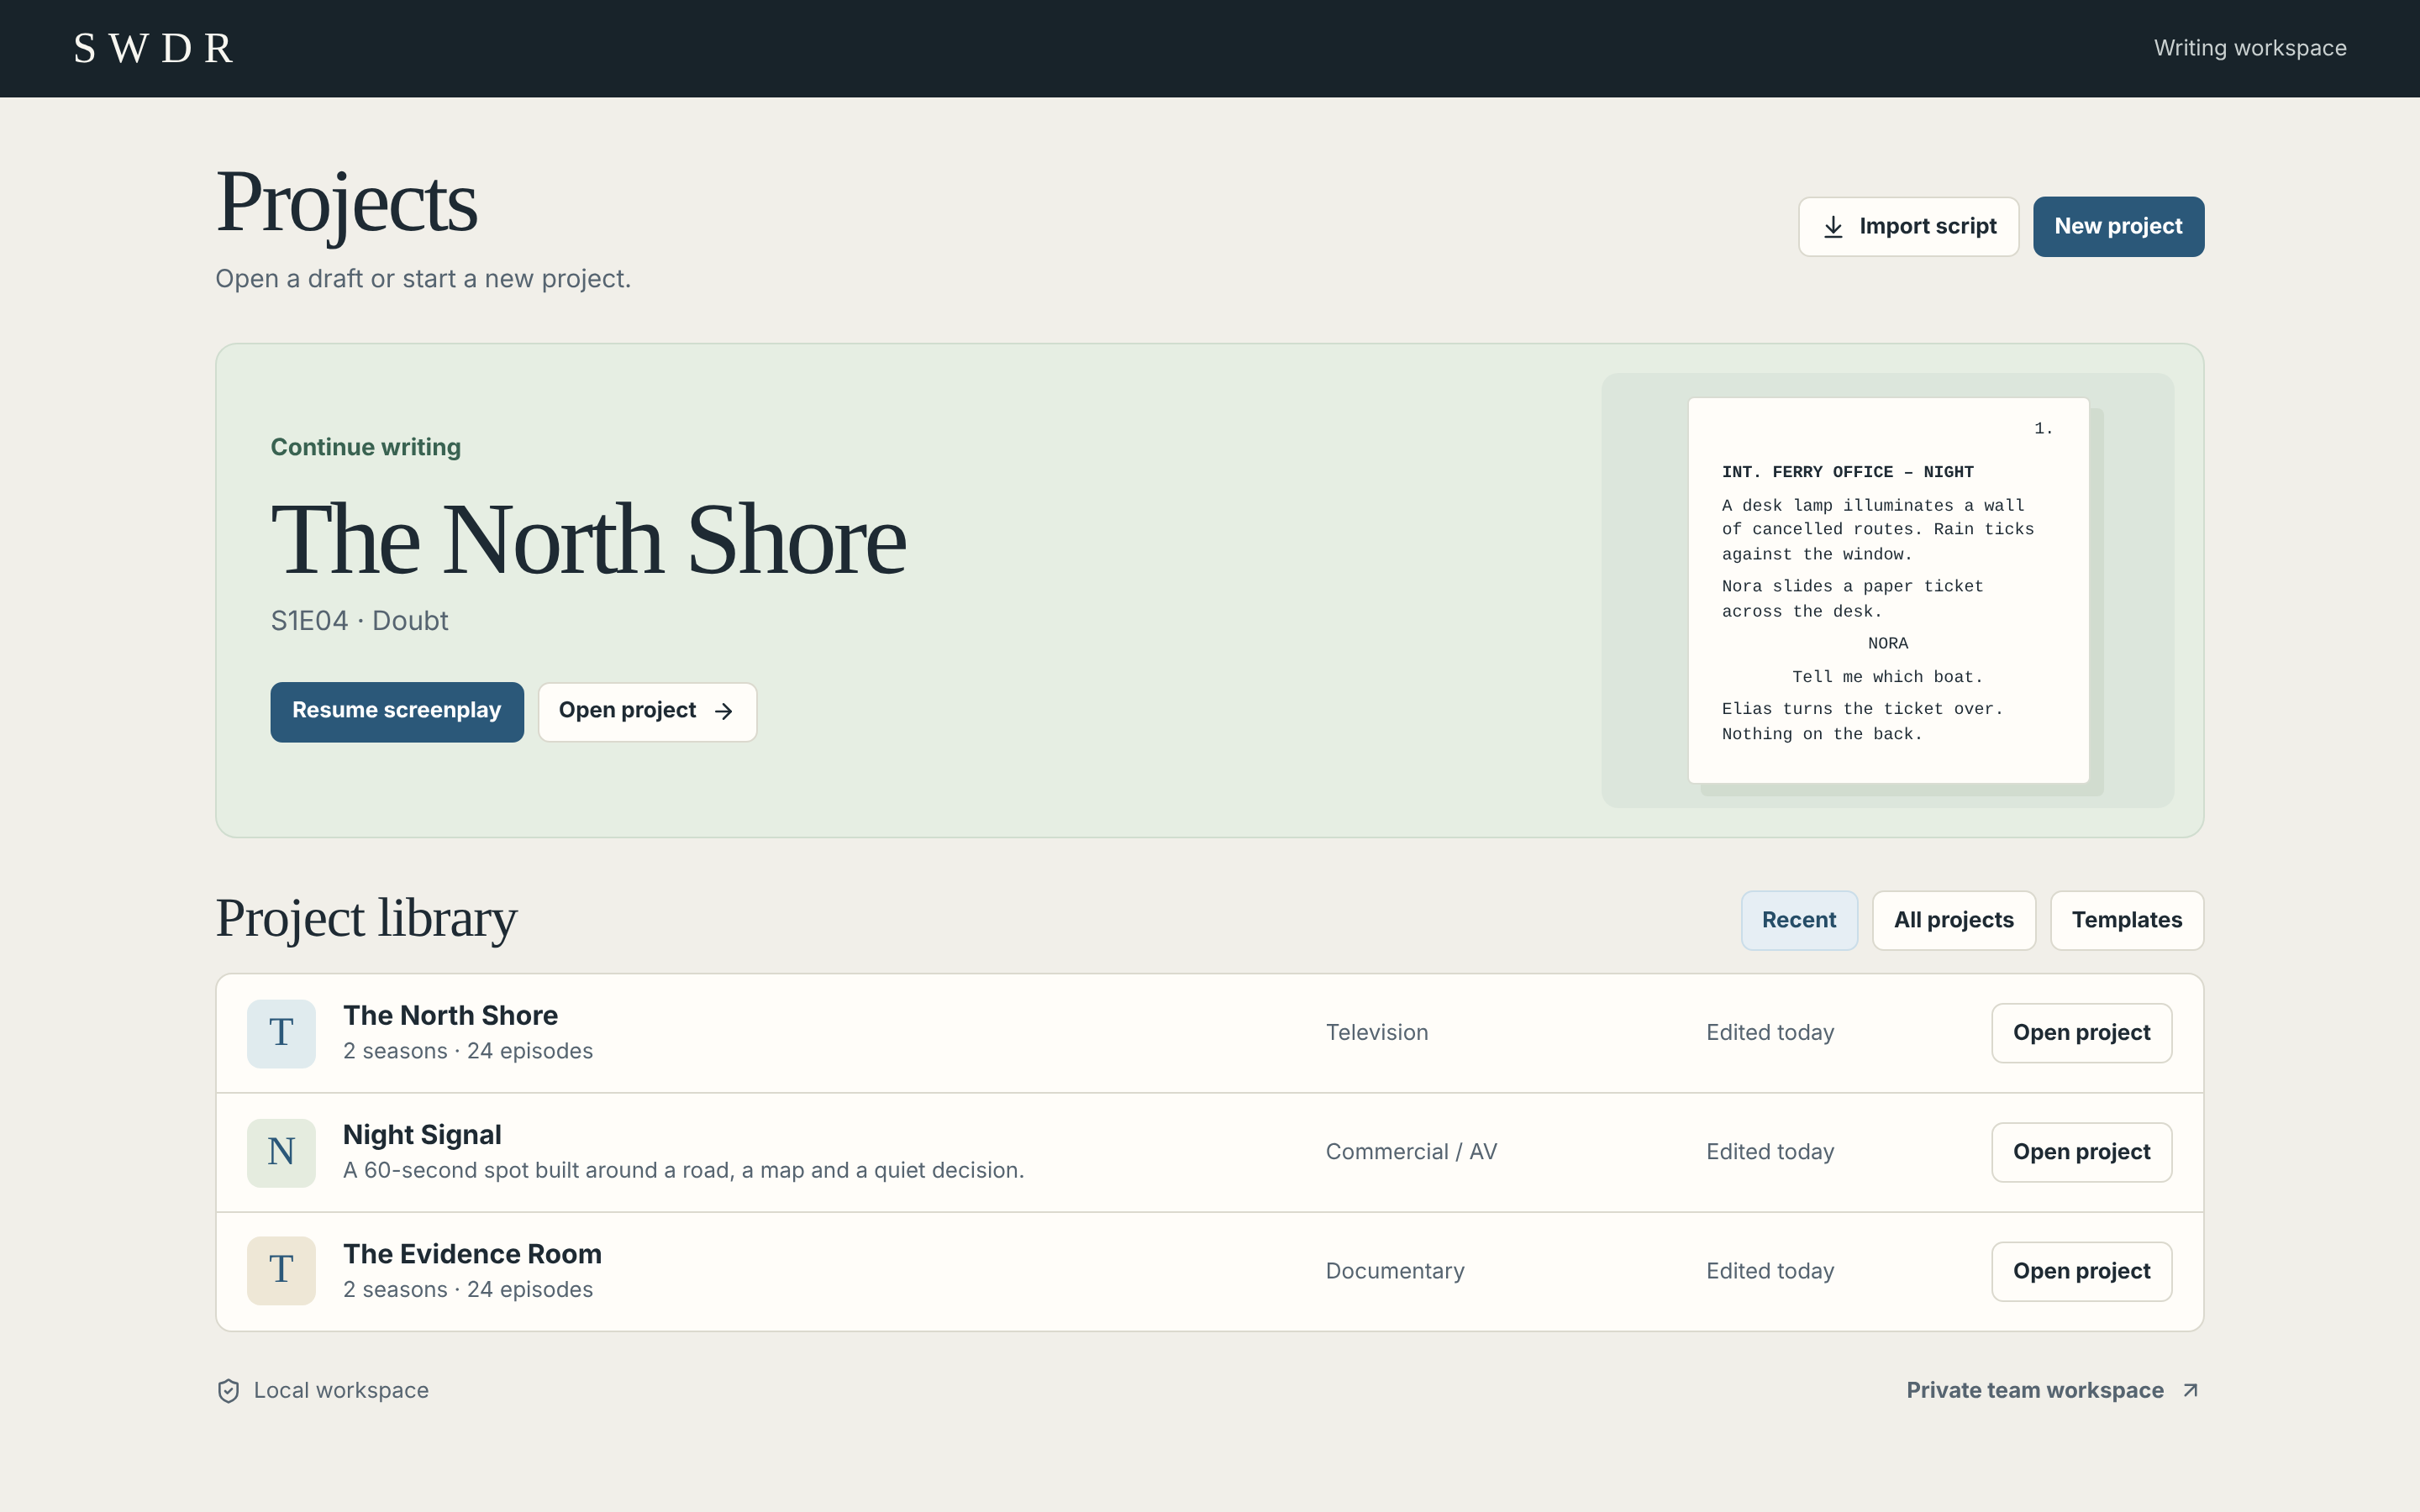 SWDR
Writing workspace
Projects
Open a draft or start a new project.
Import script
New project
Continue writing
The North Shore
S1E04 · Doubt
Resume screenplay
Open project
1.
INT. FERRY OFFICE – NIGHT
A desk lamp illuminates a wall
of cancelled routes. Rain ticks
against the window.
Nora slides a paper ticket
across the desk.
NORA
Tell me which boat.
Elias turns the ticket over.
Nothing on the back.
Project library
Recent
All projects
Templates
T
The North Shore
2 seasons · 24 episodes
Television
Edited today
Open project
N
Night Signal
A 60-second spot built around a road, a map and a quiet decision.
Commercial / AV
Edited today
Open project
T
The Evidence Room
2 seasons · 24 episodes
Documentary
Edited today
Open project
Local workspace
Private team workspace